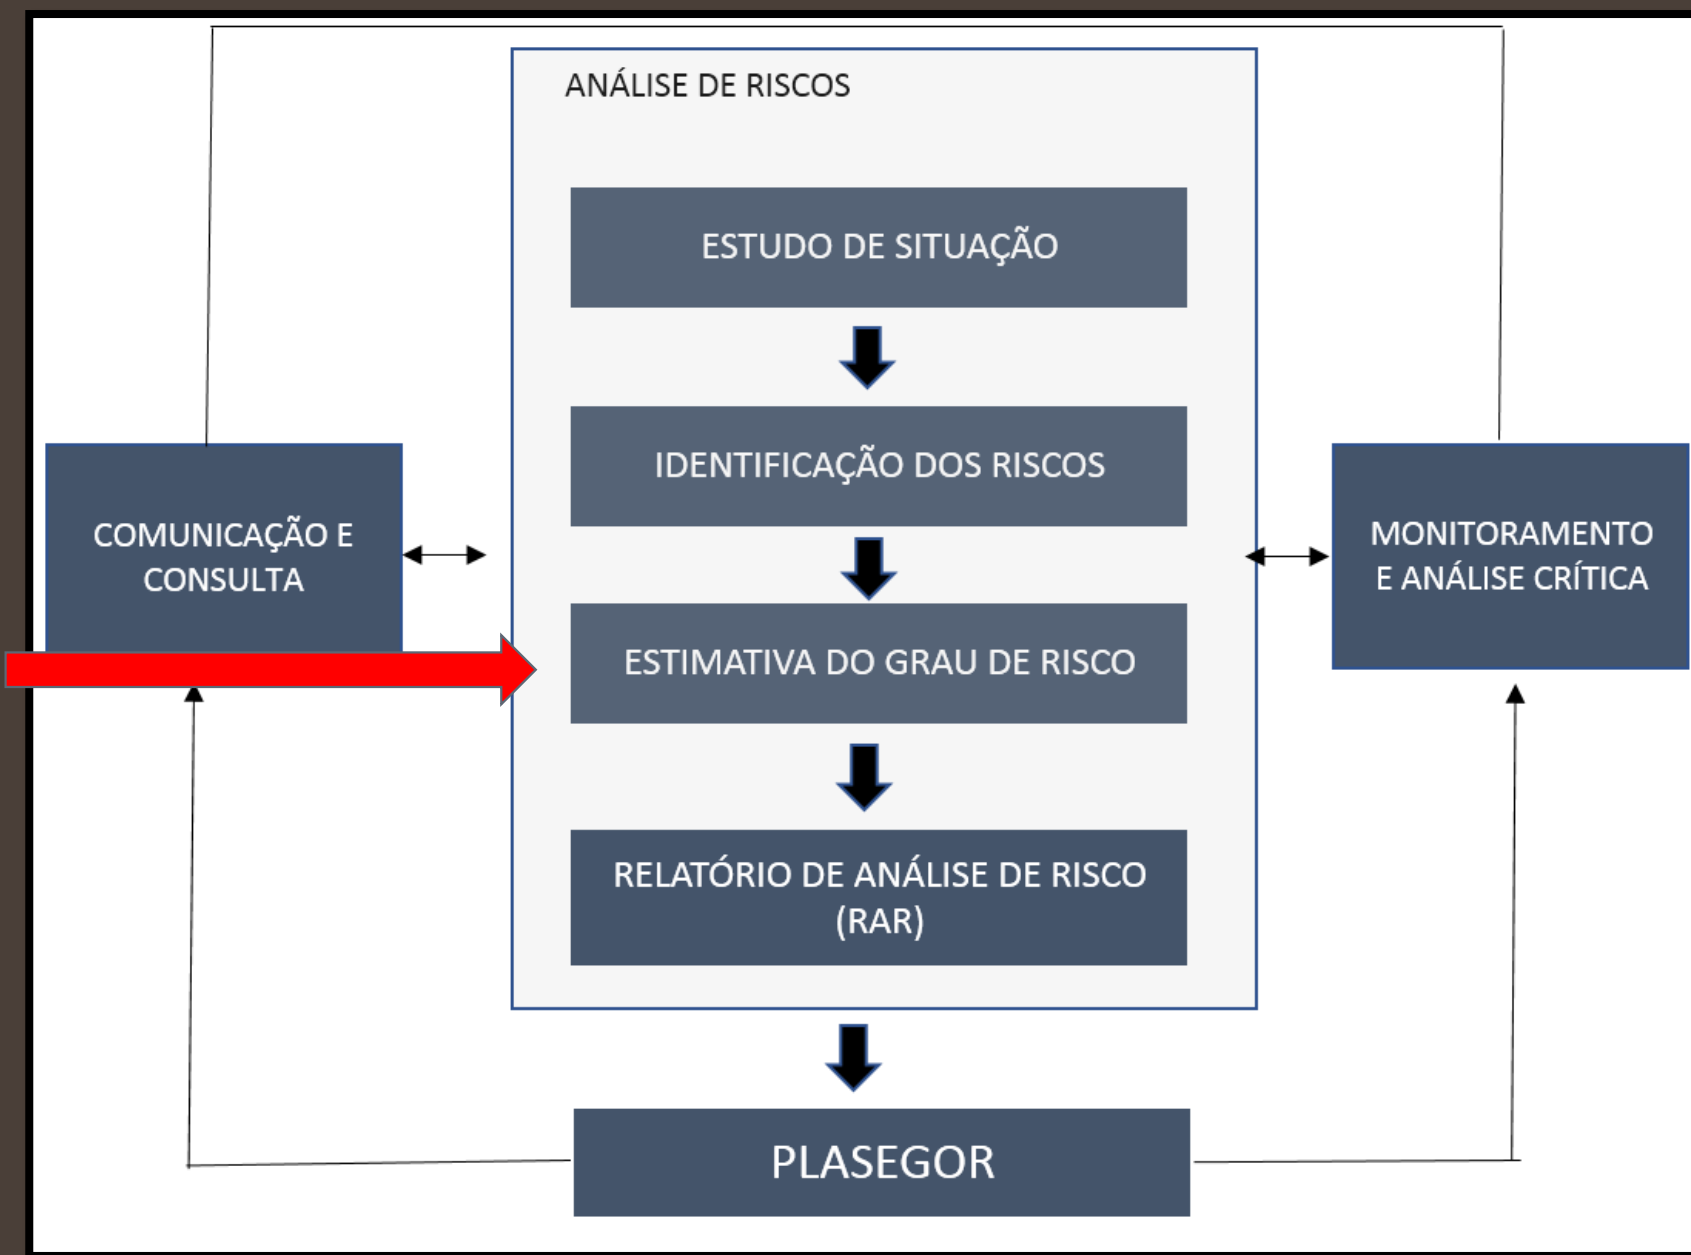 ANÁLISE DE RISCOS
ESTUDO DE SITUAÇÃO
IDENTIFICAÇÃO DOS RISCOS
COMUNICAÇÃO E
CONSULTA
MONITORAMENTO
E ANÁLISE CRÍTICA
ESTIMATIVA DO GRAU DE RISCO
RELATÓRIO DE ANÁLISE DE RISCO
(RAR)
PLASEGOR